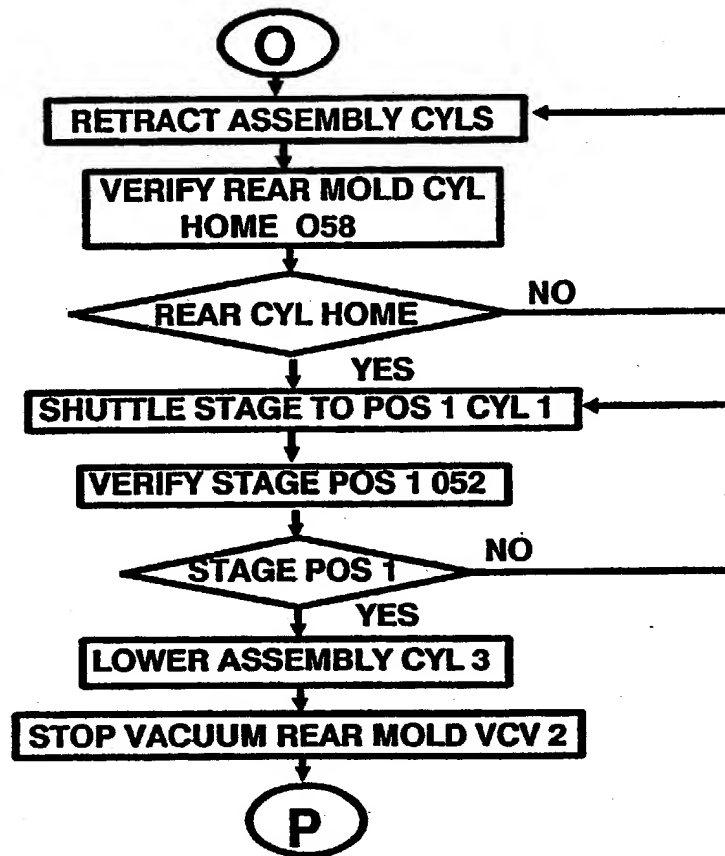 O
RETRACT ASSEMBLY CYLS
VERIFY REAR MOLD CYL
HOME O58
REAR CYL HOME
NO
YES
SHUTTLE STAGE TO POS 1 CYL 1
VERIFY STAGE POS 1 052
STAGE POS 1
NO
YES
LOWER ASSEMBLY CYL 3
STOP VACUUM REAR MOLD VCV 2
P